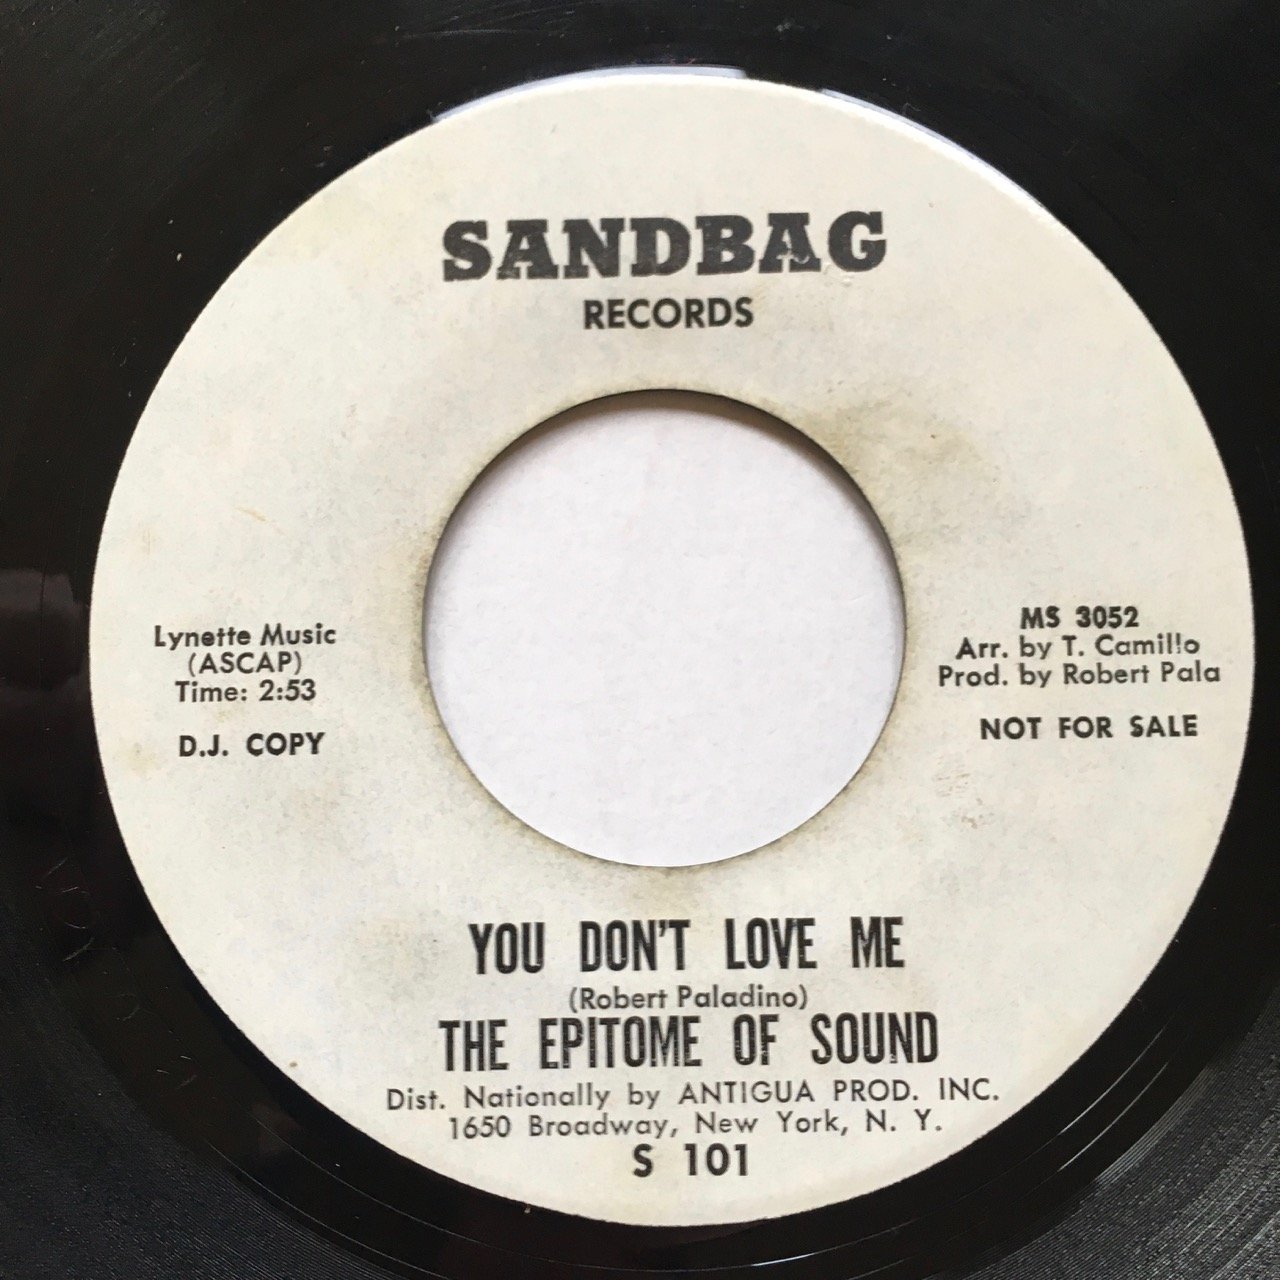 SANDBAG
RECORDS
Lynette Music
(ASCAP)
Time: 2:53
D.J. COPY
MS 3052
Arr. by T. Camillo
Prod. by Robert Pala
NOT FOR SALE
YOU DON'T LOVE ME
(Robert Paladino)
THE EPITOME OF SOUND
Dist. Nationally by ANTIGUA PROD. INC.
1650 Broadway, New York, N. Y.
S 101